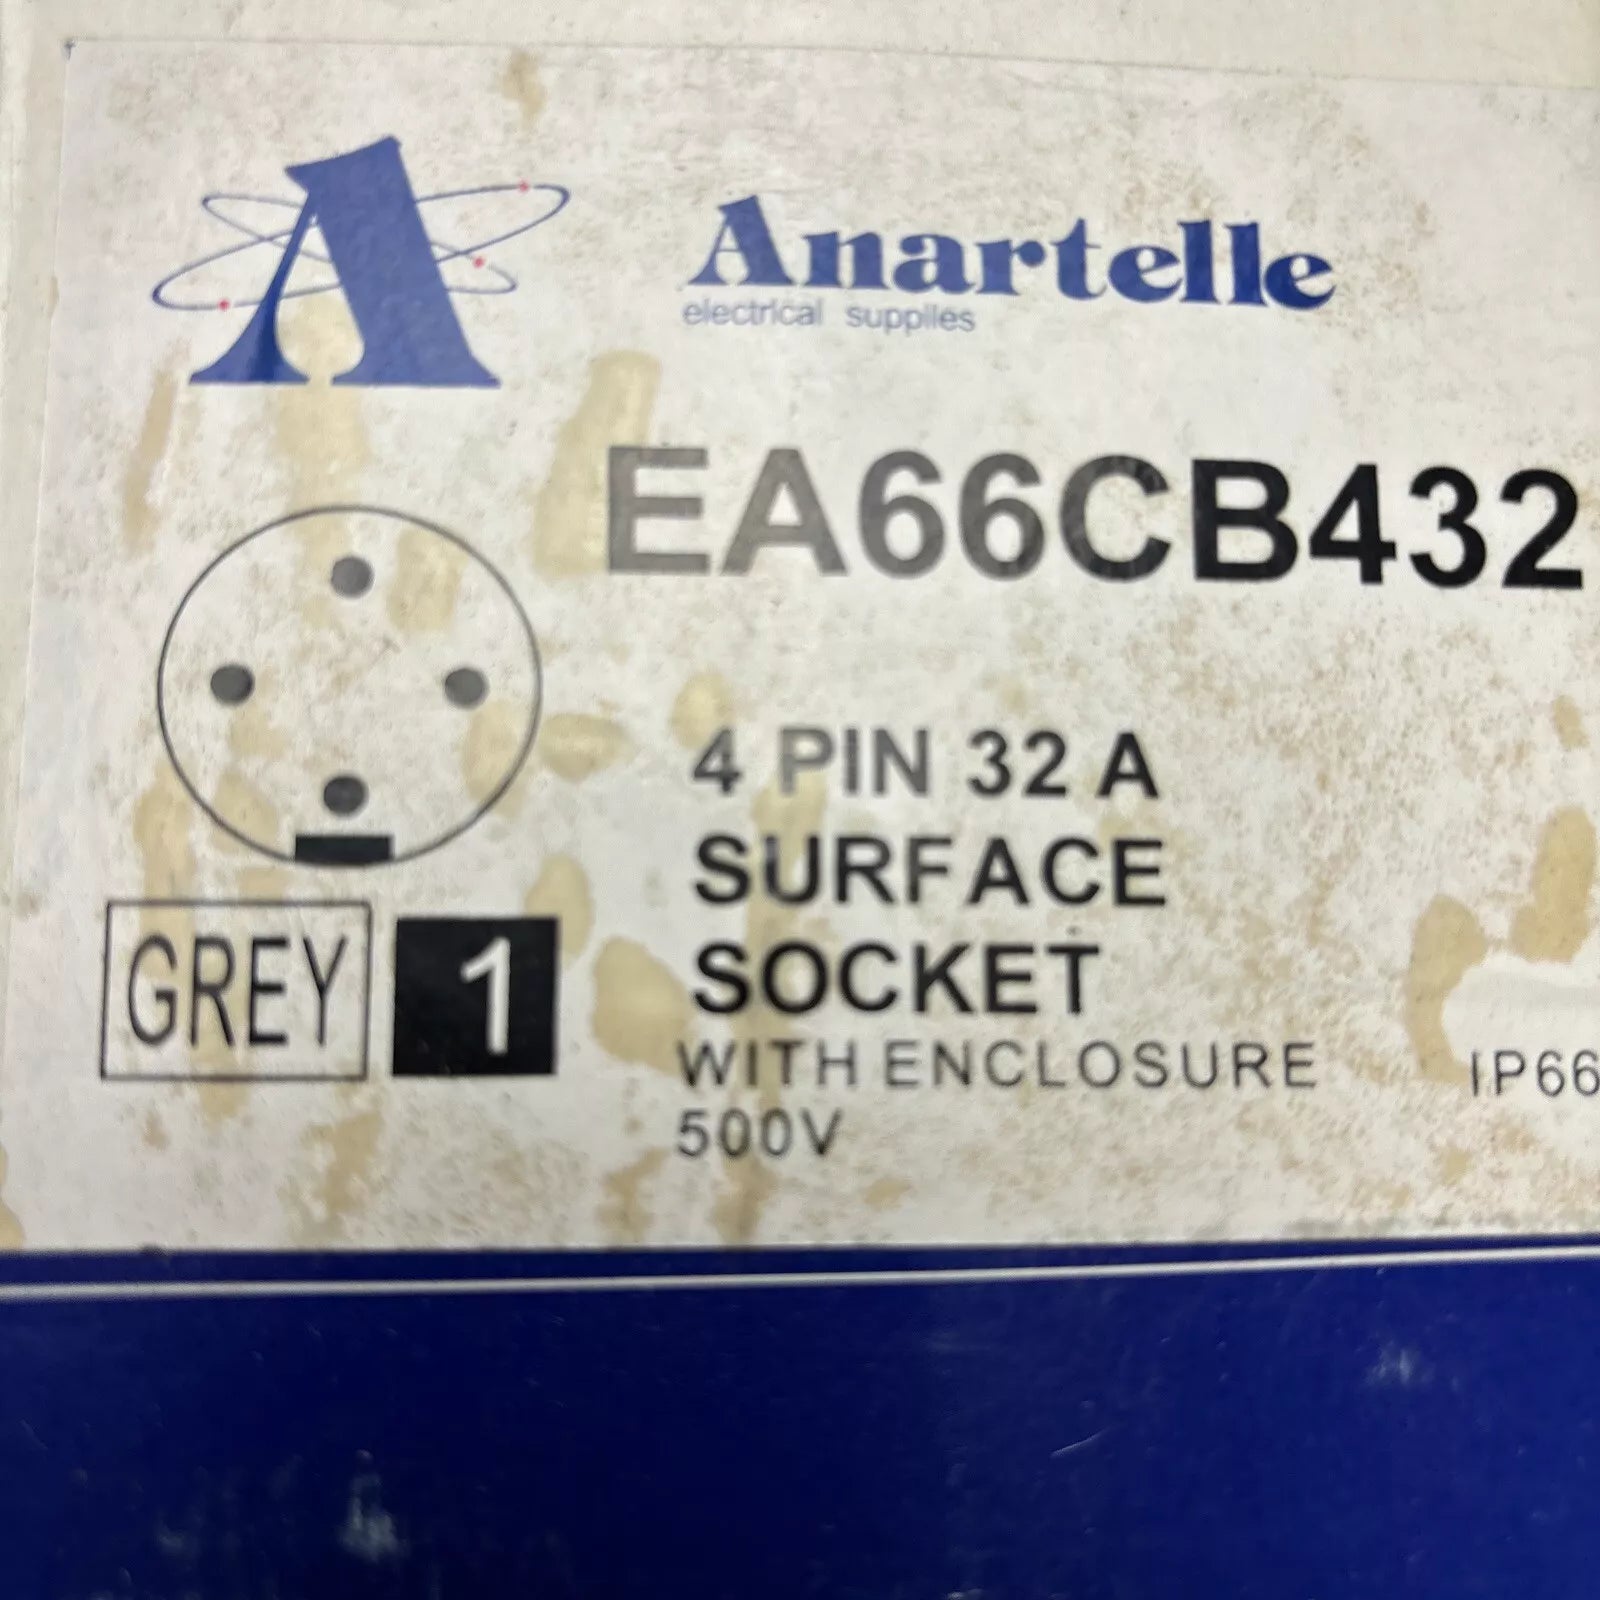 A
Anartelle
electrical supplies
EA66CB432
4 PIN 32 A
SURFACE
SOCKET
WITH ENCLOSURE IP66
500V
GREY 1